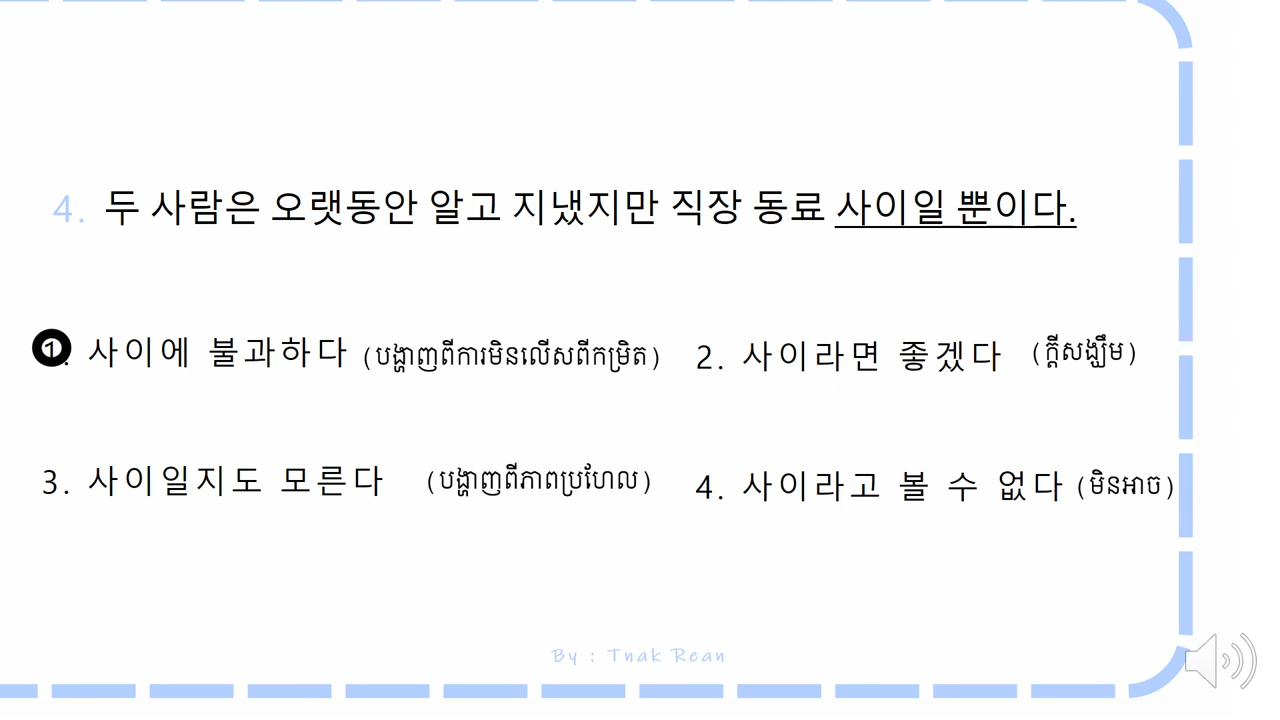 4. 두 사람은 오랫동안 알고 지냈지만 직장 동료 사이일 뿐이다.
1. 사이에 불과하다 (បង្ហាញពីការមិនលើសពីកម្រិត)
2. 사이라면 좋겠다 (ក្តីសង្ឃឹម)
3. 사이일지도 모른다 (បង្ហាញពីភាពប្រហែល)
4. 사이라고 볼 수 없다 (មិនអាច)
By : Tnak Rean